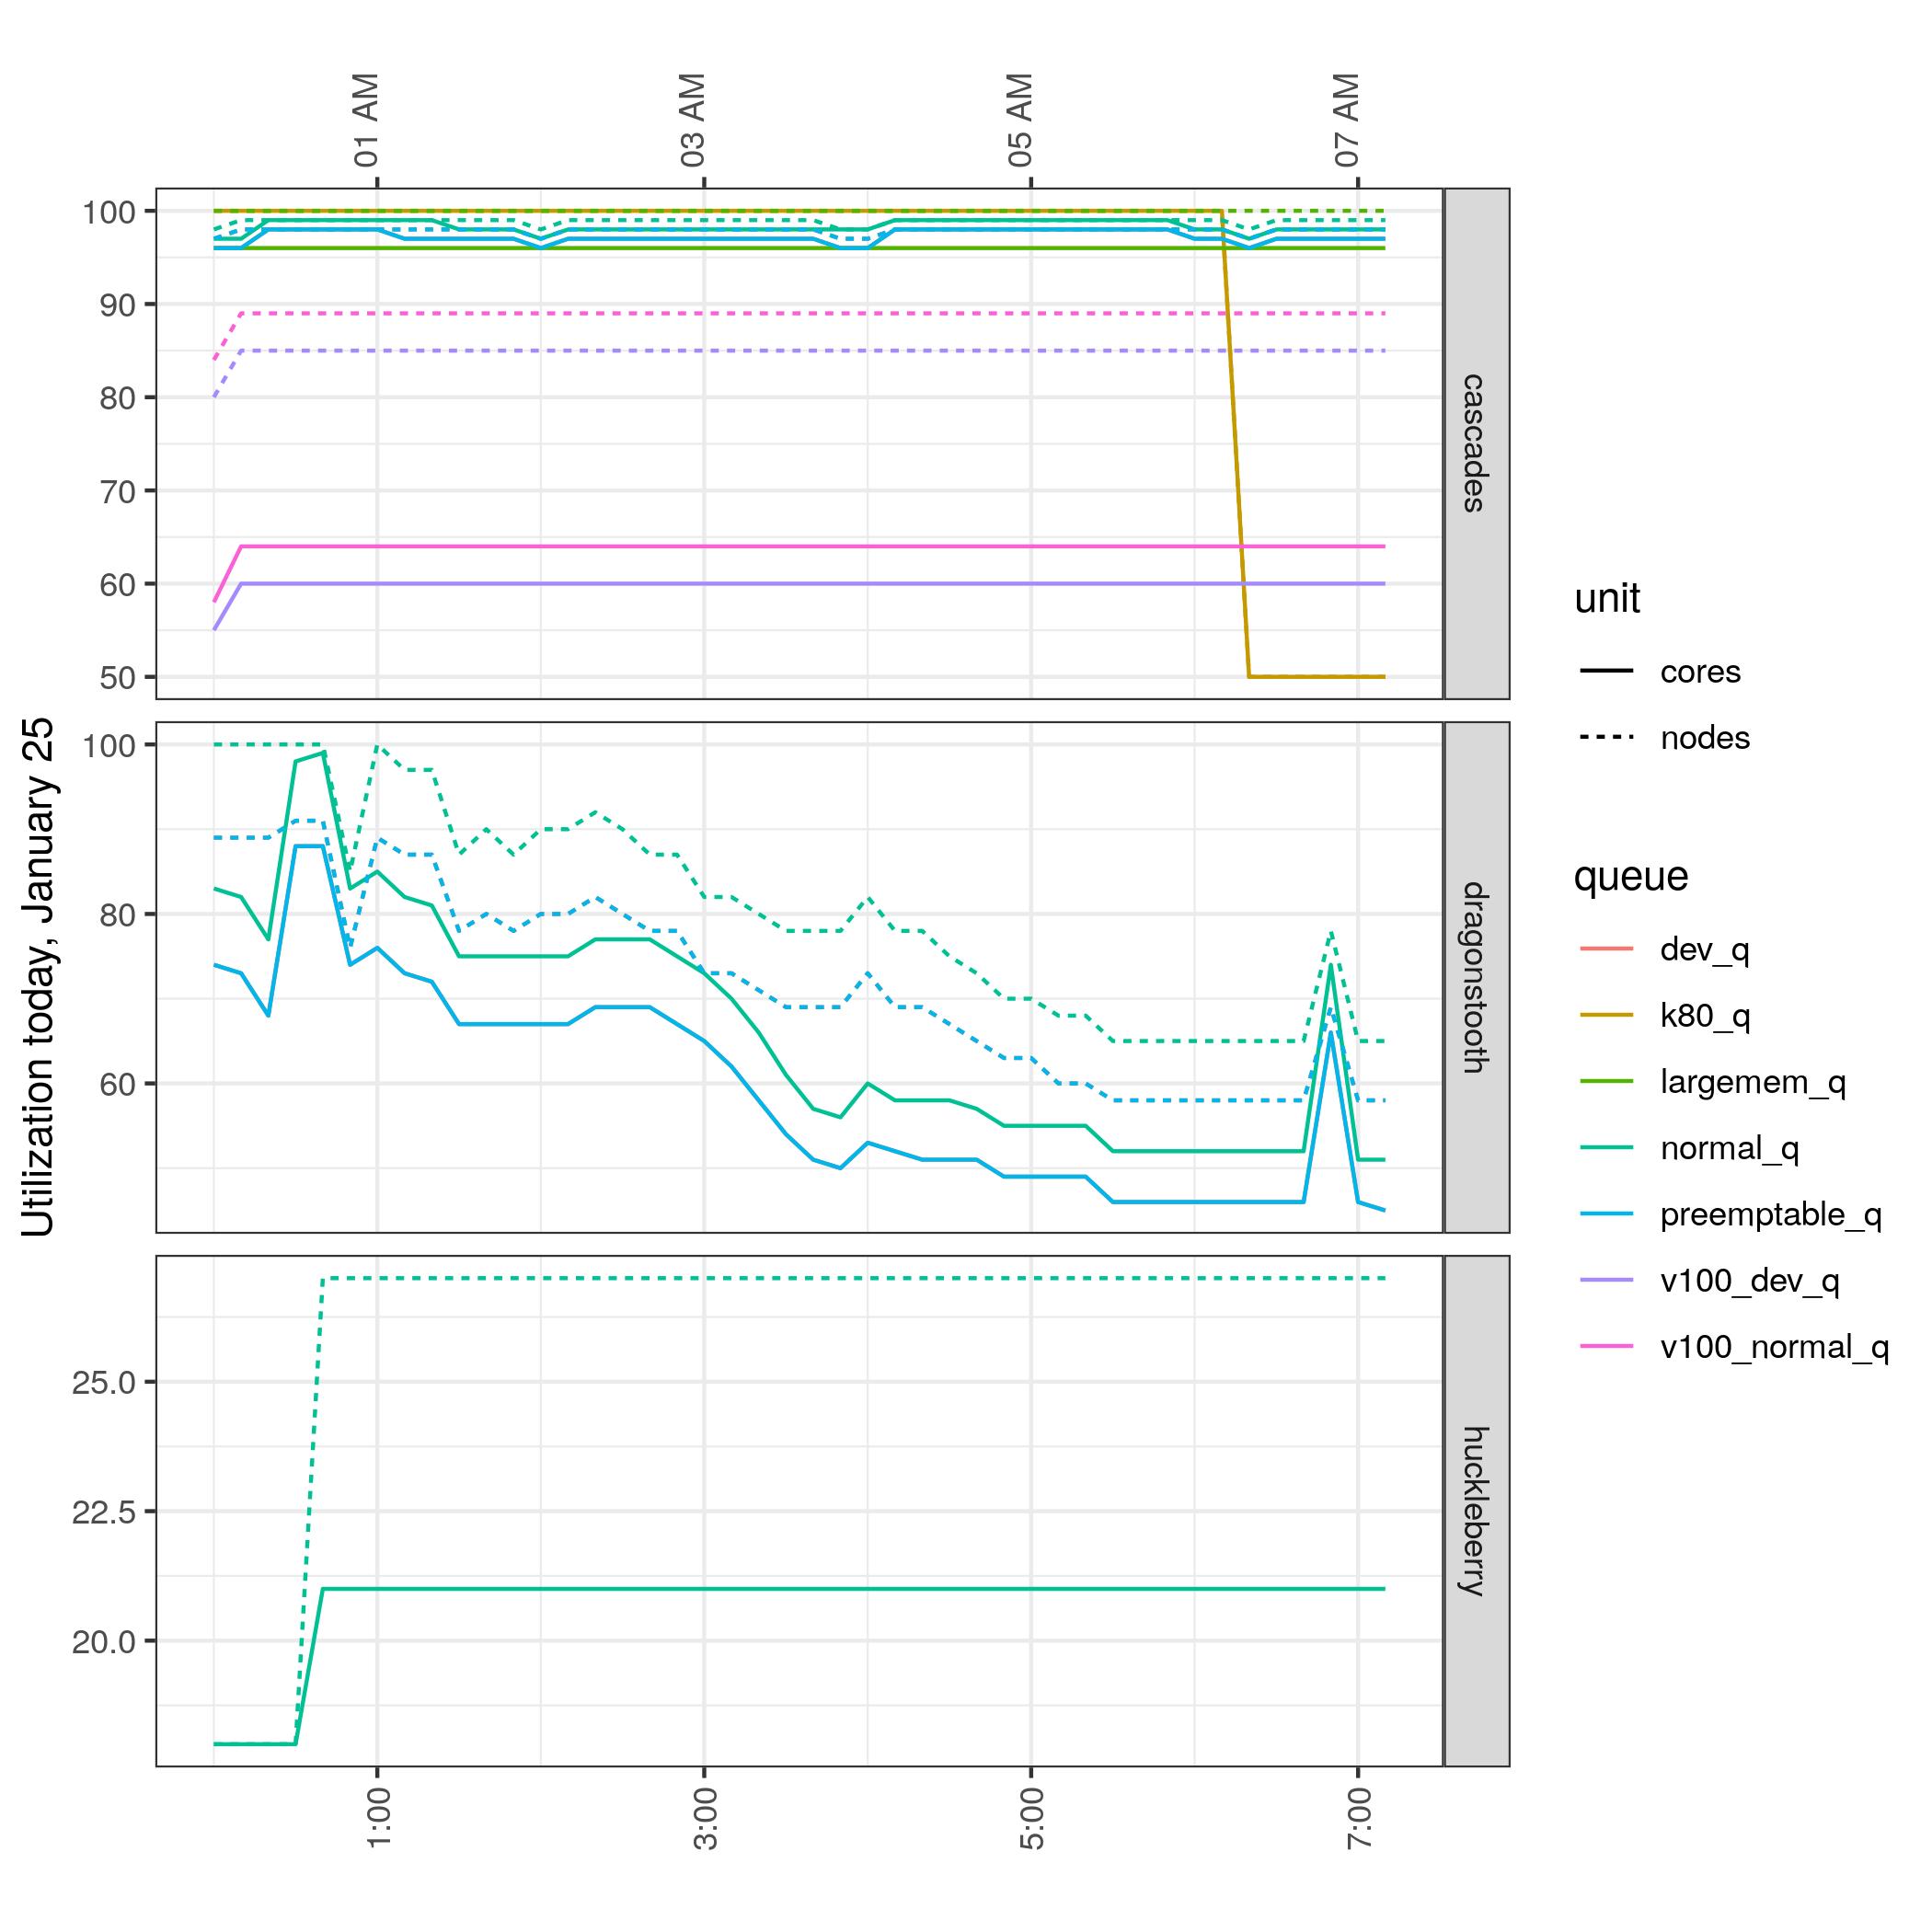 01 AM
03 AM
05 AM
07 AM
Utilization today, January 25
100
90
80
70
60
50
cascades
100
80
60
dragonstooth
25.0
22.5
20.0
huckleberry
1:00
3:00
5:00
7:00
unit
cores
nodes
queue
dev_q
k80_q
largemem_q
normal_q
preemptable_q
v100_dev_q
v100_normal_q